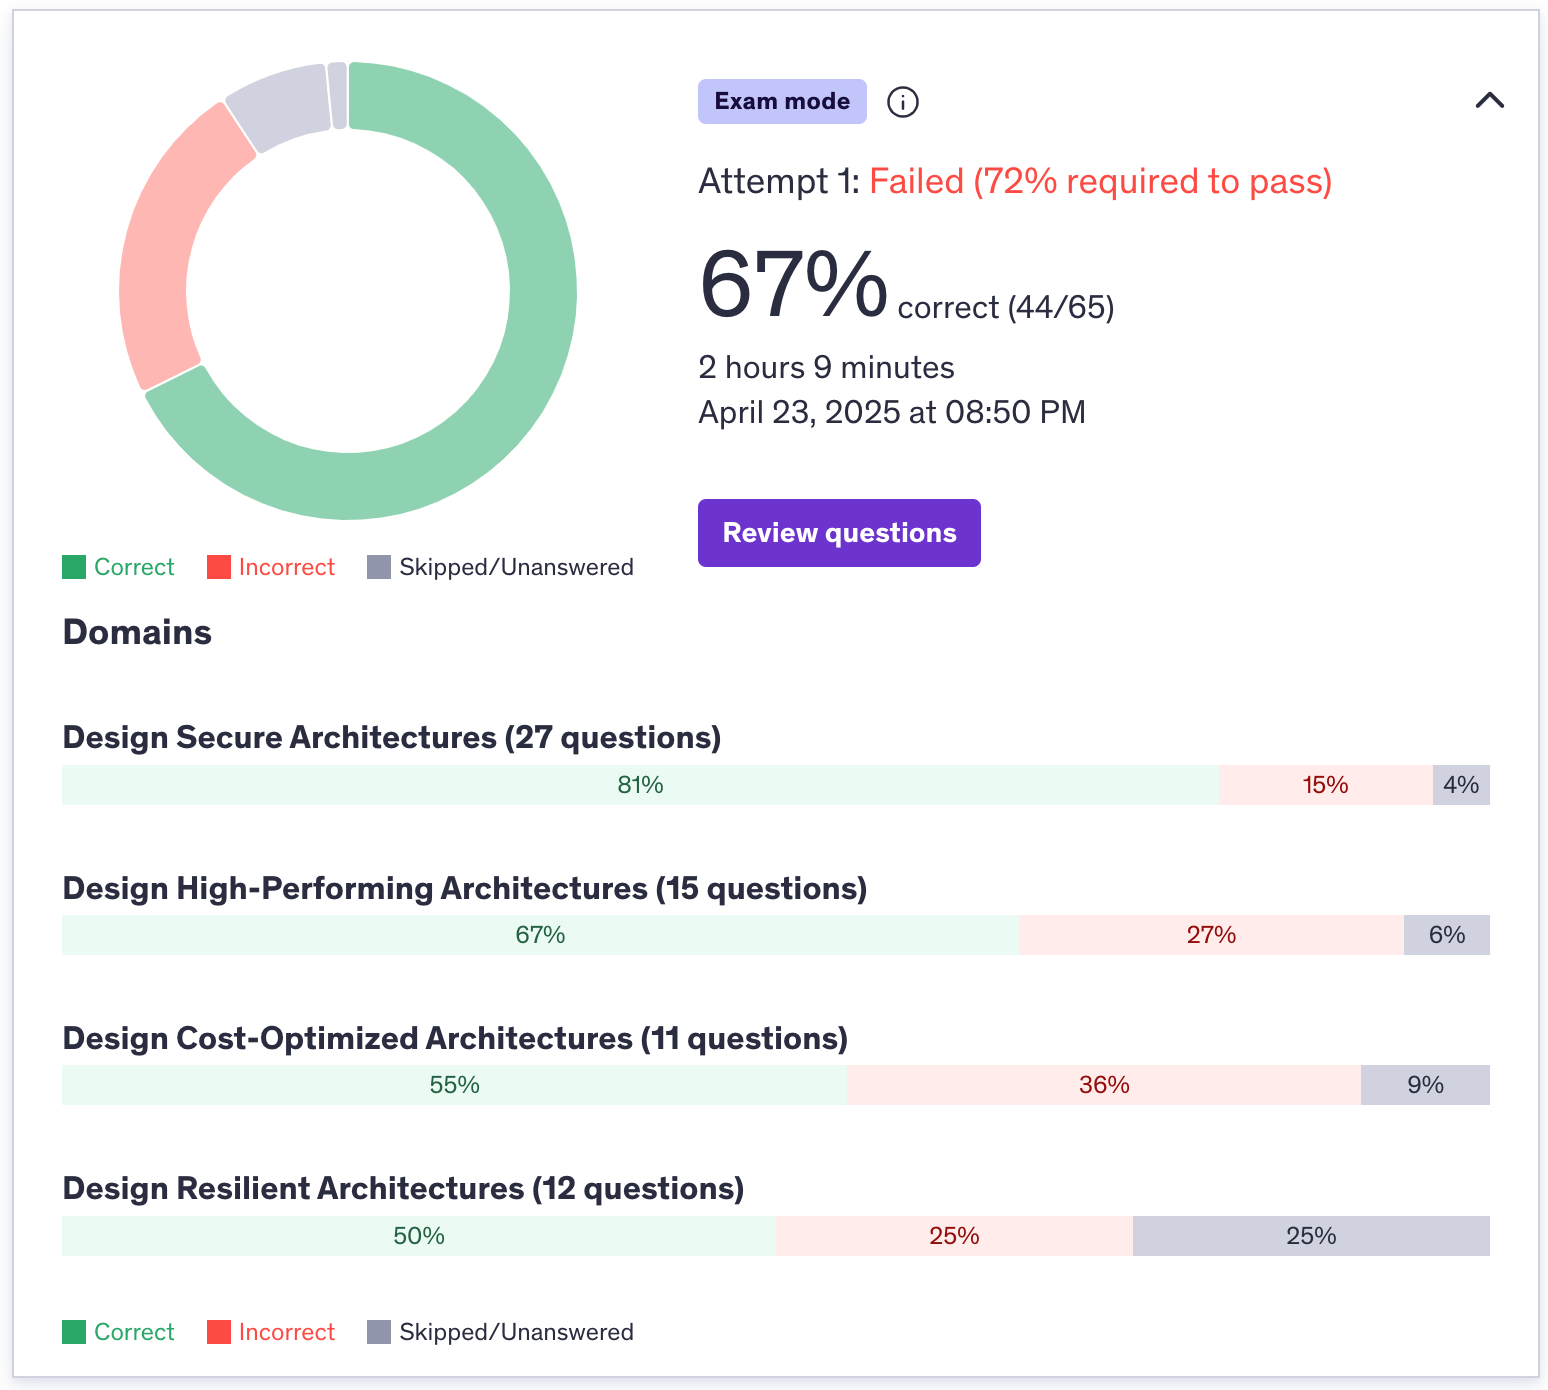 Exam mode
Attempt 1: Failed (72% required to pass)
67% correct (44/65)
2 hours 9 minutes
April 23, 2025 at 08:50 PM
Review questions
Correct Incorrect Skipped/Unanswered
Domains
Design Secure Architectures (27 questions)
81% 15% 4%
Design High-Performing Architectures (15 questions)
67% 27% 6%
Design Cost-Optimized Architectures (11 questions)
55% 36% 9%
Design Resilient Architectures (12 questions)
50% 25% 25%
Correct Incorrect Skipped/Unanswered